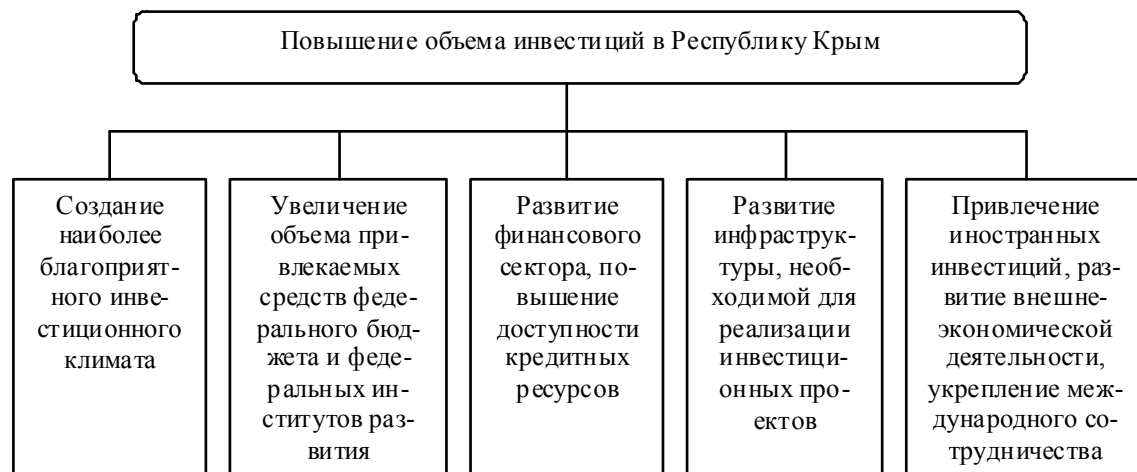 Повышение объема инвестиций в Республику Крым
Создание
наиболее
благоприят-
ного инве-
стиционного
климата
Увеличение
объема при-
влекаемых
средств феде-
рального бюд-
жета и феде-
ральных ин-
ститутов раз-
вития
Развитие
финансового
сектора, по-
вышение
доступности
кредитных
ресурсов
Развитие
инфраструк-
туры, необ-
ходимой для
реализации
инвестици-
онных про-
ектов
Привлечение
иностранных
инвестиций, раз-
витие внешне-
экономической
деятельности,
укрепление меж-
дународного со-
трудничества